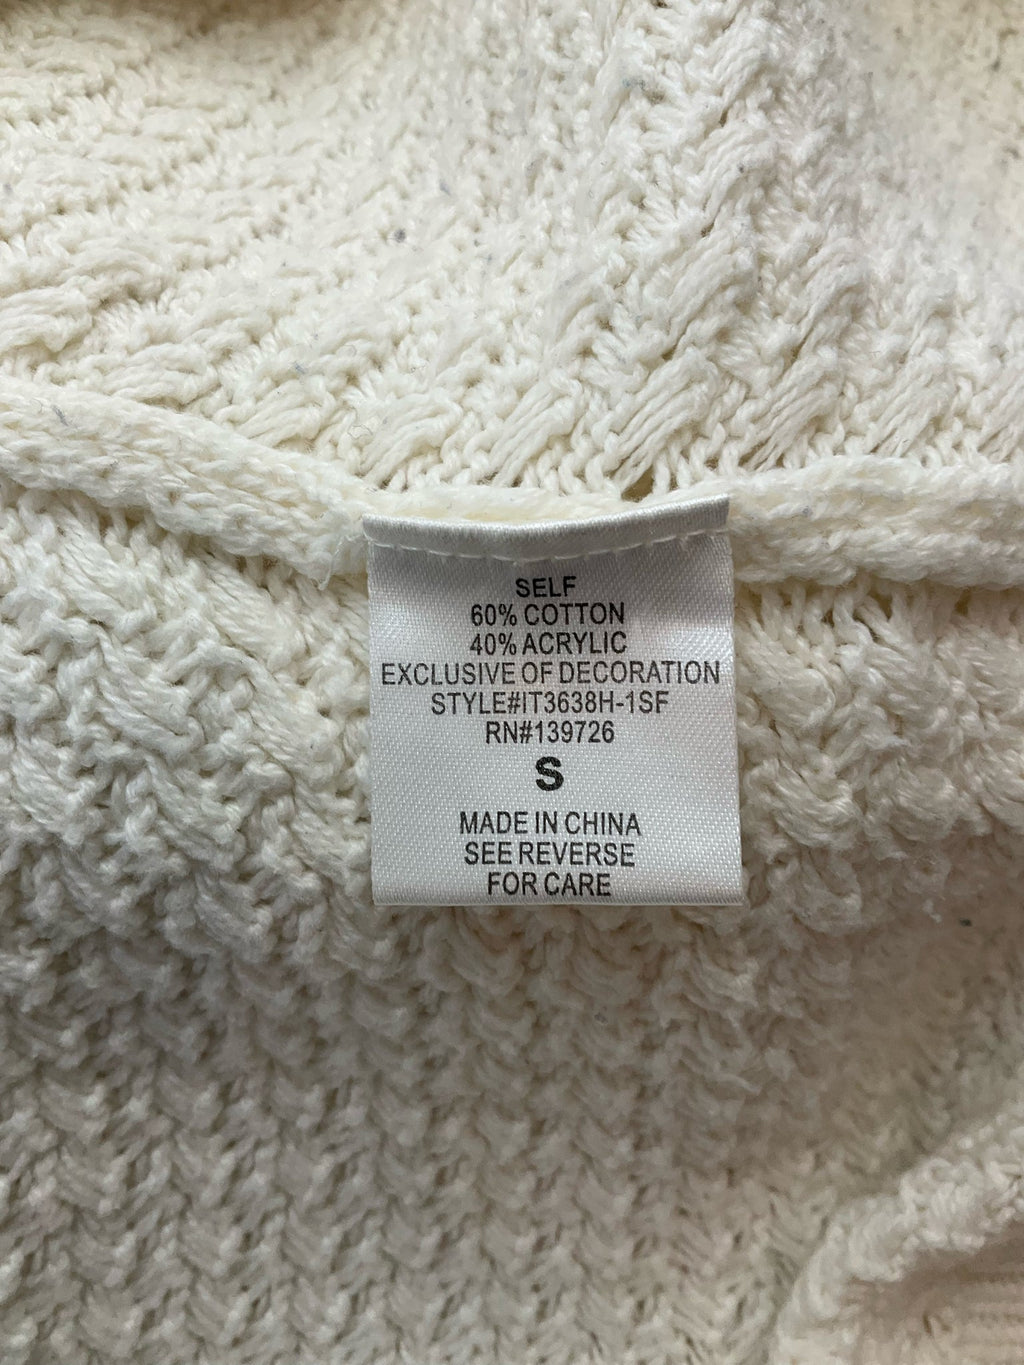 SELF
60% COTTON
40% ACRYLIC
EXCLUSIVE OF DECORATION
STYLE#IT3638H-1SF
RN#139726
S
MADE IN CHINA
SEE REVERSE
FOR CARE